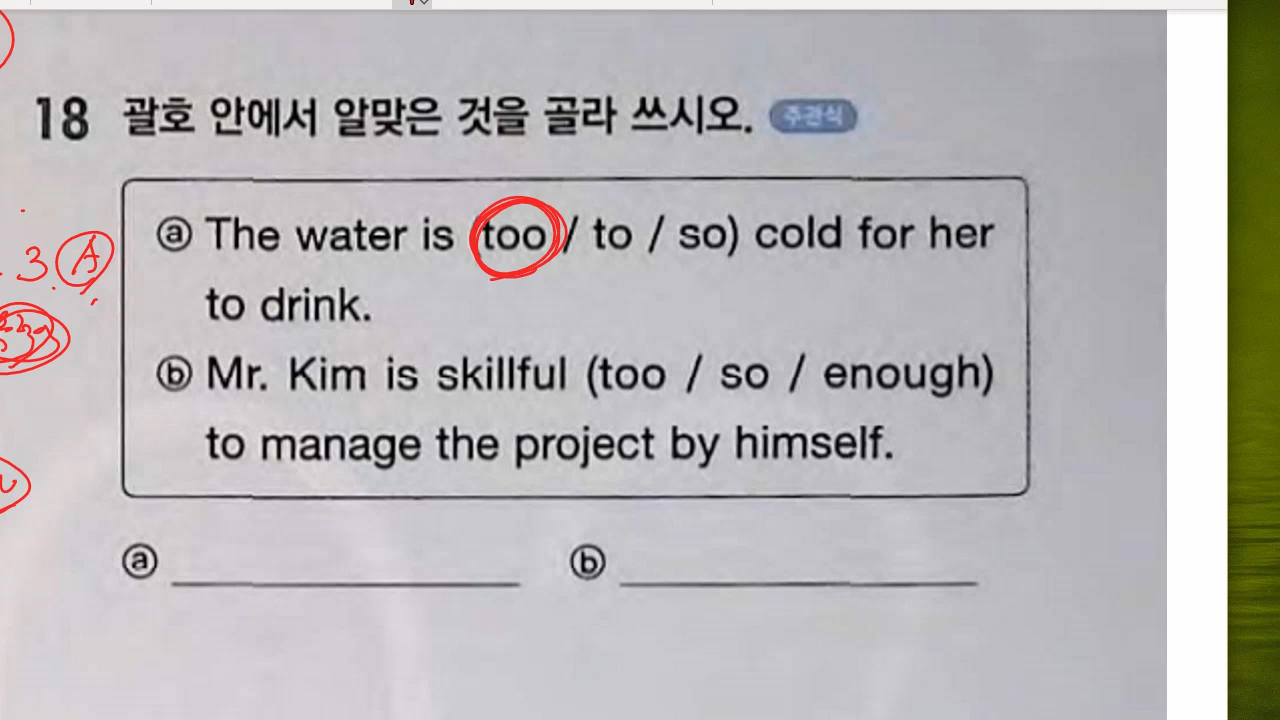 18 괄호 안에서 알맞은 것을 골라 쓰시오. 주관식
ⓐ The water is (too / to / so) cold for her
to drink.
ⓑ Mr. Kim is skillful (too / so / enough)
to manage the project by himself.
ⓐ ⓑ
3 A